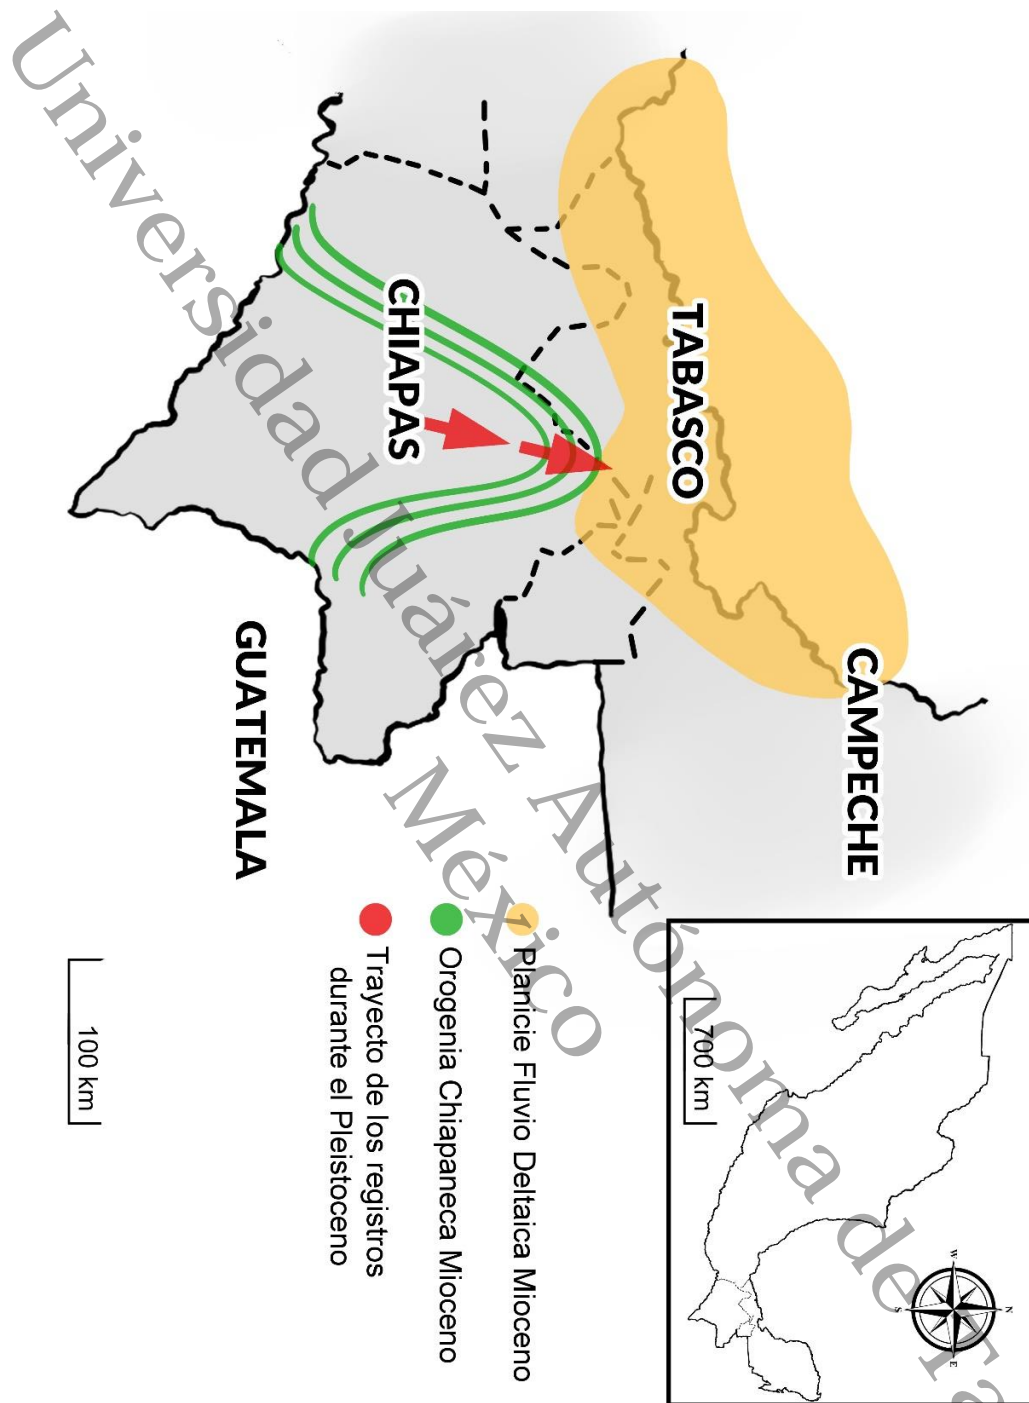 TABASCO
CAMPECHE
CHIAPAS
GUATEMALA
Planicie Fluvio Deltaica Mioceno
Orogenia Chiapaneca Mioceno
Trayecto de los registros
durante el Pleistoceno
100 km
700 km
N
W
E
S
Universidad Juárez Autónoma de Ta
México